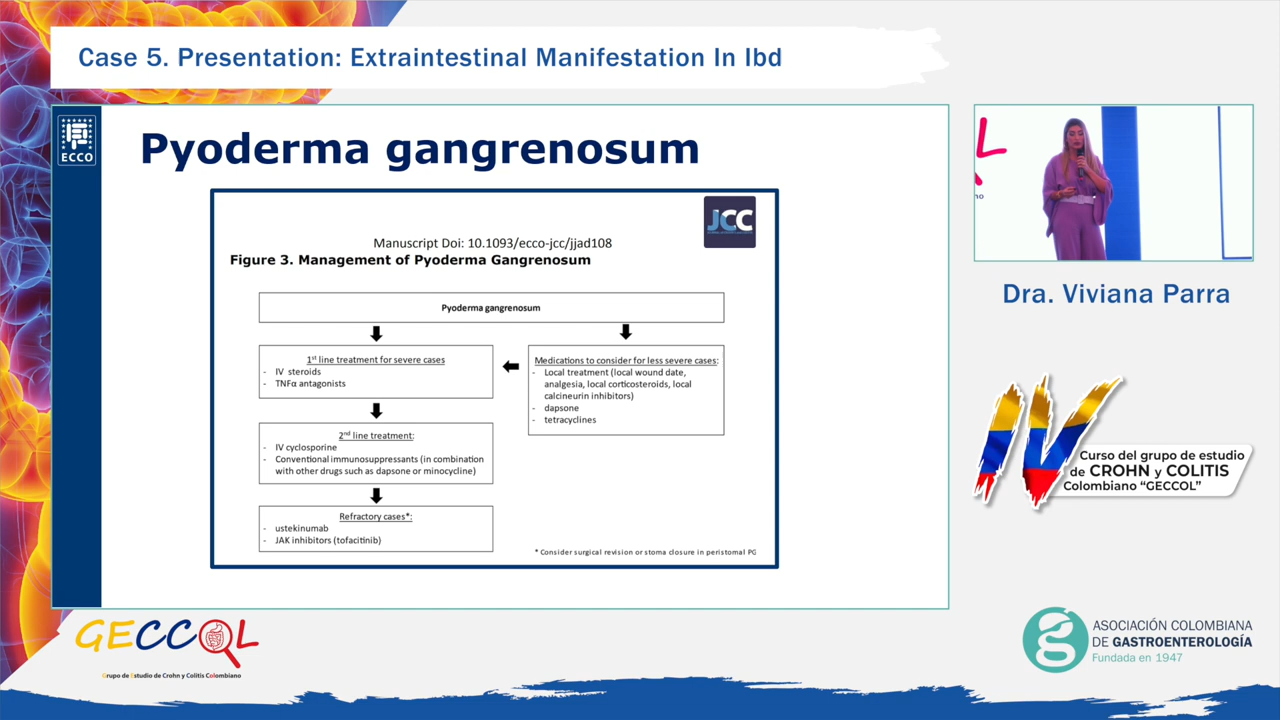 Case 5. Presentation: Extraintestinal Manifestation In Ibd
ECCO
Pyoderma gangrenosum
JCC
Manuscript Doi: 10.1093/ecco-jcc/jjad108
Figure 3. Management of Pyoderma Gangrenosum
Pyoderma gangrenosum
1st line treatment for severe cases
- IV steroids
- TNFα antagonists
2nd line treatment:
- IV cyclosporine
- Conventional immunosuppressants (in combination
with other drugs such as dapsone or minocycline)
Refractory cases*:
- ustekinumab
- JAK inhibitors (tofacitinib)
Medications to consider for less severe cases:
- Local treatment (local wound date,
analgesia, local corticosteroids, local
calcineurin inhibitors)
- dapsone
- tetracyclines
* Consider surgical revision or stoma closure in peristomal PG
Dra. Viviana Parra
IV
Curso del grupo de estudio
de CROHN y COLITIS
Colombiano “GECCOL”
GECCOL
Grupo de Estudio de Crohn y Colitis Colombiano
ASOCIACIÓN COLOMBIANA
DE GASTROENTEROLOGÍA
Fundada en 1947